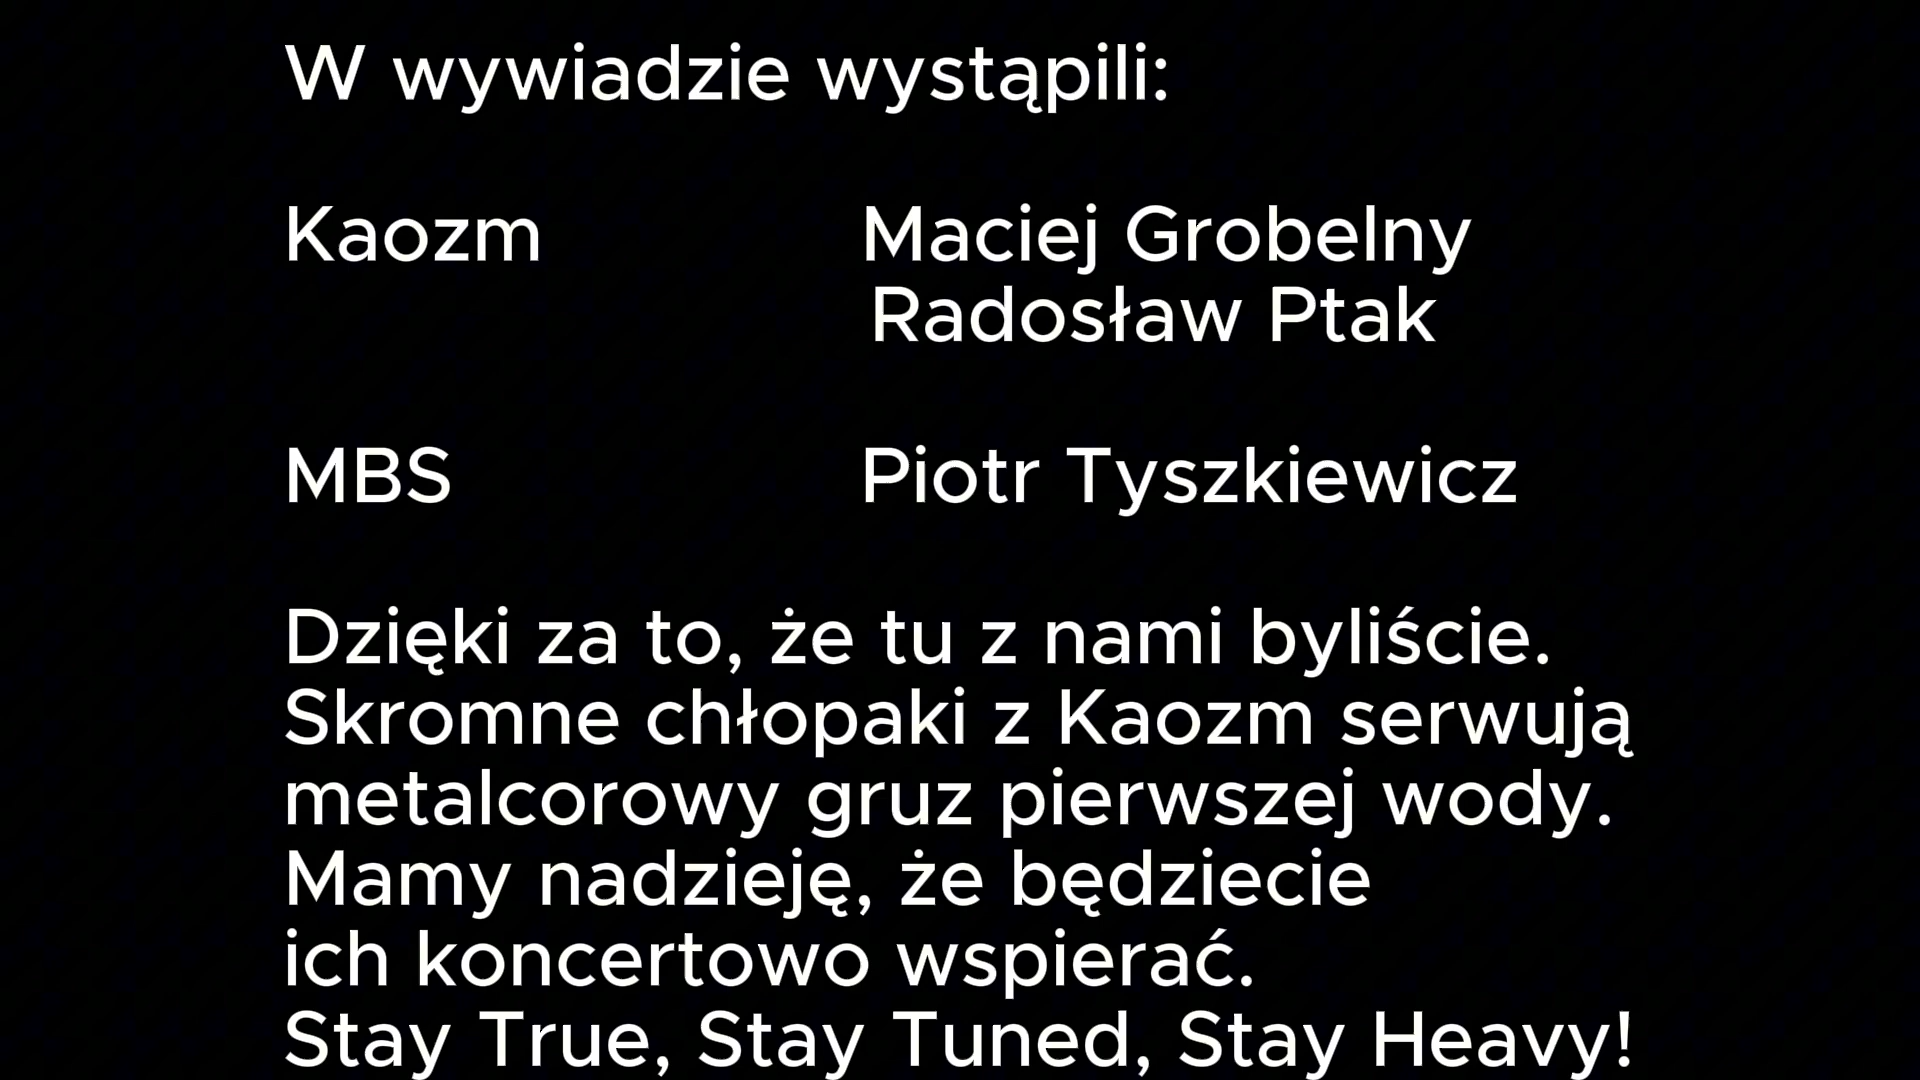 W wywiadzie wystąpili:
Kaozm Maciej Grobelny
Radosław Ptak
MBS Piotr Tyszkiewicz
Dzięki za to, że tu z nami byliście.
Skromne chłopaki z Kaozm serwują
metalcorowy gruz pierwszej wody.
Mamy nadzieję, że będziecie
ich koncertowo wspierać.
Stay True, Stay Tuned, Stay Heavy!